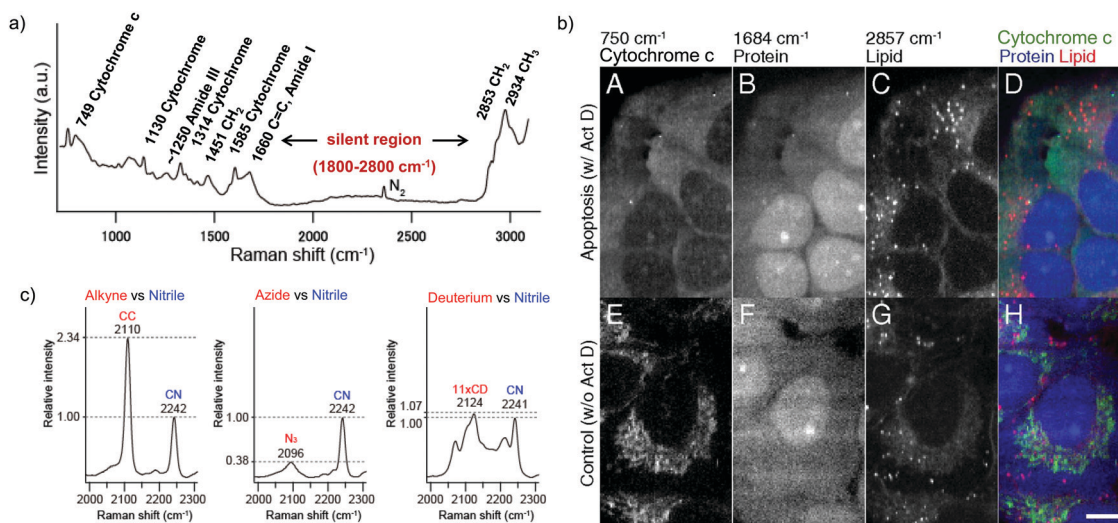 a)
Intensity (a.u.)
749 Cytochrome c
1130 Cytochrome
~1250 Amide III
1314 Cytochrome
1451 CH2
1585 Cytochrome
1660 C=C, Amide I
silent region
(1800-2800 cm-1)
N2
2853 CH2
2934 CH3
1000 1500 2000 2500 3000
Raman shift (cm-1)
b)
750 cm-1 1684 cm-1 2857 cm-1 Cytochrome c
Cytochrome c Protein Lipid Protein Lipid
Apoptosis (w/ Act D)
A B C D
Control (w/o Act D)
E F G H
c)
Alkyne vs Nitrile
Relative intensity
2.34
1.00
CC
2110
CN
2242
2000 2100 2200 2300
Raman shift (cm-1)
Azide vs Nitrile
Relative intensity
1.00
0.38
N3
2096
CN
2242
2000 2100 2200 2300
Raman shift (cm-1)
Deuterium vs Nitrile
Relative intensity
1.07
1.00
11xCD
2124
CN
2241
2000 2100 2200 2300
Raman shift (cm-1)